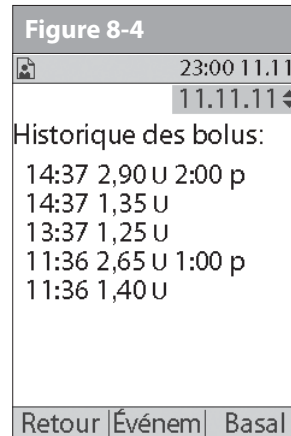 Figure 8-4
23:00 11.11
11.11.11
Historique des bolus:
14:37 2,90 U 2:00 p
14:37 1,35 U
13:37 1,25 U
11:36 2,65 U 1:00 p
11:36 1,40 U
Retour Événem Basal